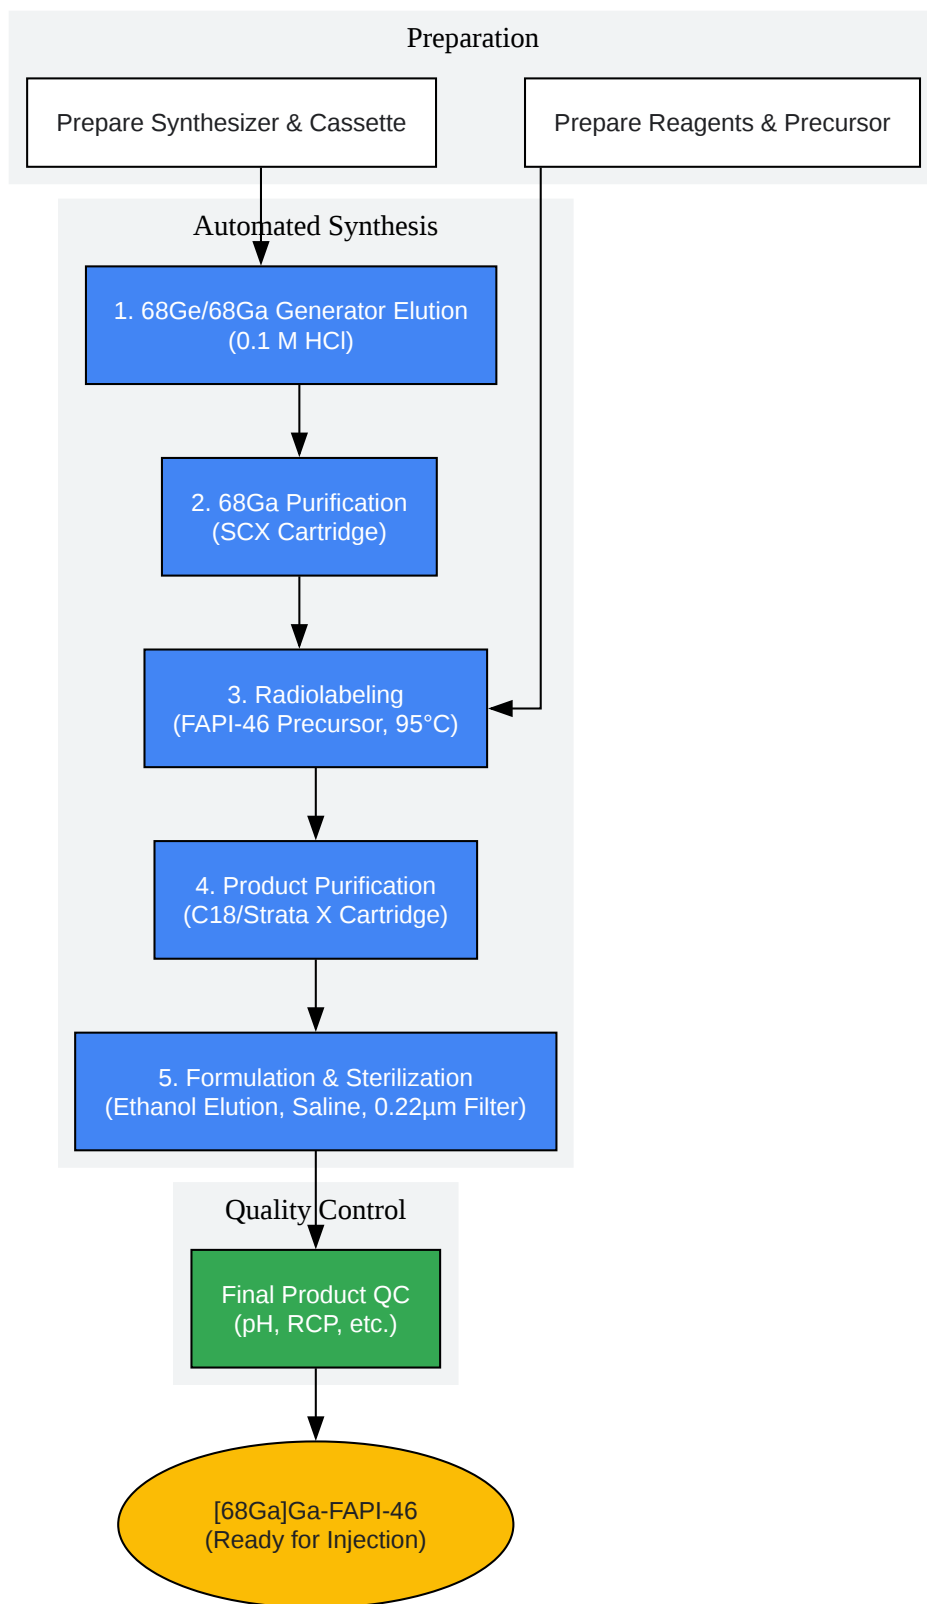 Preparation
Prepare Synthesizer & Cassette
Prepare Reagents & Precursor
Automated Synthesis
1. 68Ge/68Ga Generator Elution
(0.1 M HCl)
2. 68Ga Purification
(SCX Cartridge)
3. Radiolabeling
(FAPI-46 Precursor, 95°C)
4. Product Purification
(C18/Strata X Cartridge)
5. Formulation & Sterilization
(Ethanol Elution, Saline, 0.22µm Filter)
Quality Control
Final Product QC
(pH, RCP, etc.)
[68Ga]Ga-FAPI-46
(Ready for Injection)